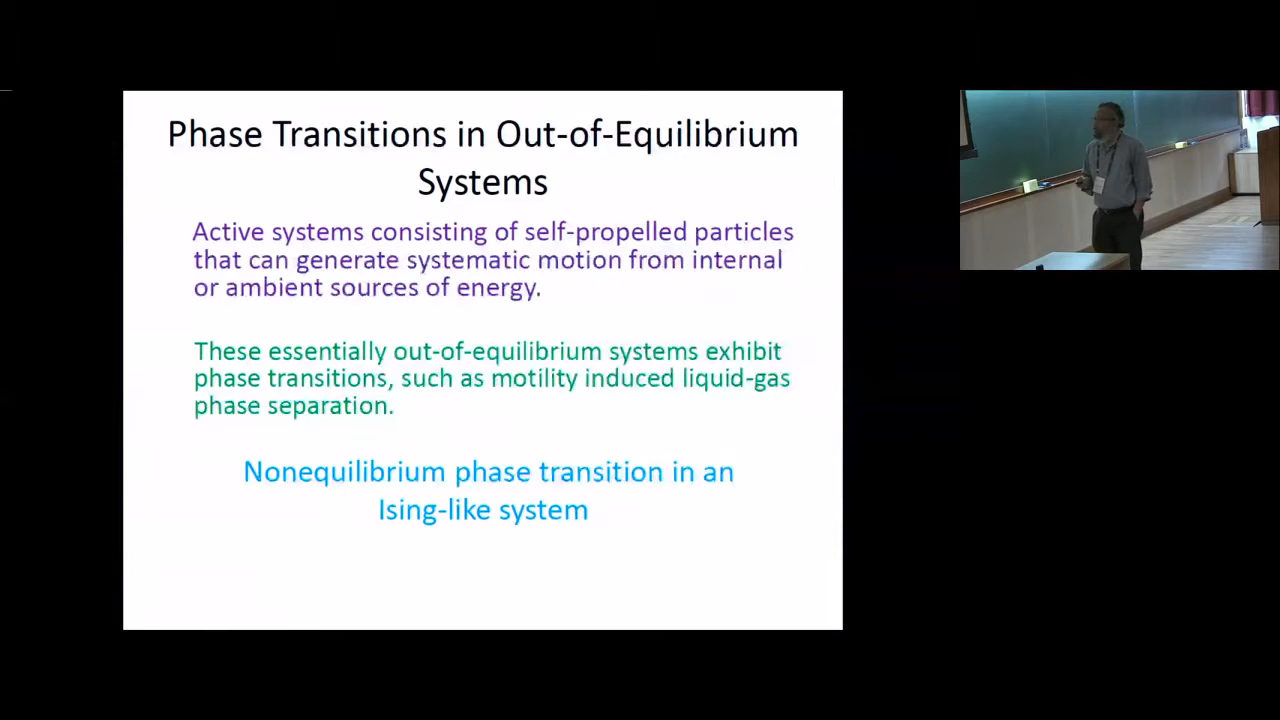 Phase Transitions in Out-of-Equilibrium
Systems
Active systems consisting of self-propelled particles
that can generate systematic motion from internal
or ambient sources of energy.
These essentially out-of-equilibrium systems exhibit
phase transitions, such as motility induced liquid-gas
phase separation.
Nonequilibrium phase transition in an
Ising-like system